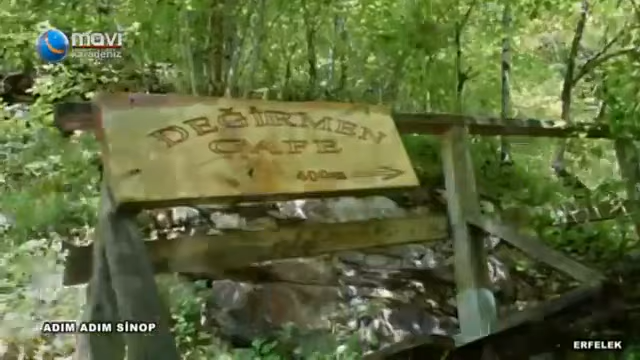 mavi
karadeniz
DEĞİRMEN
CAFE
400m
ADIM ADIM SİNOP
ERFELEK